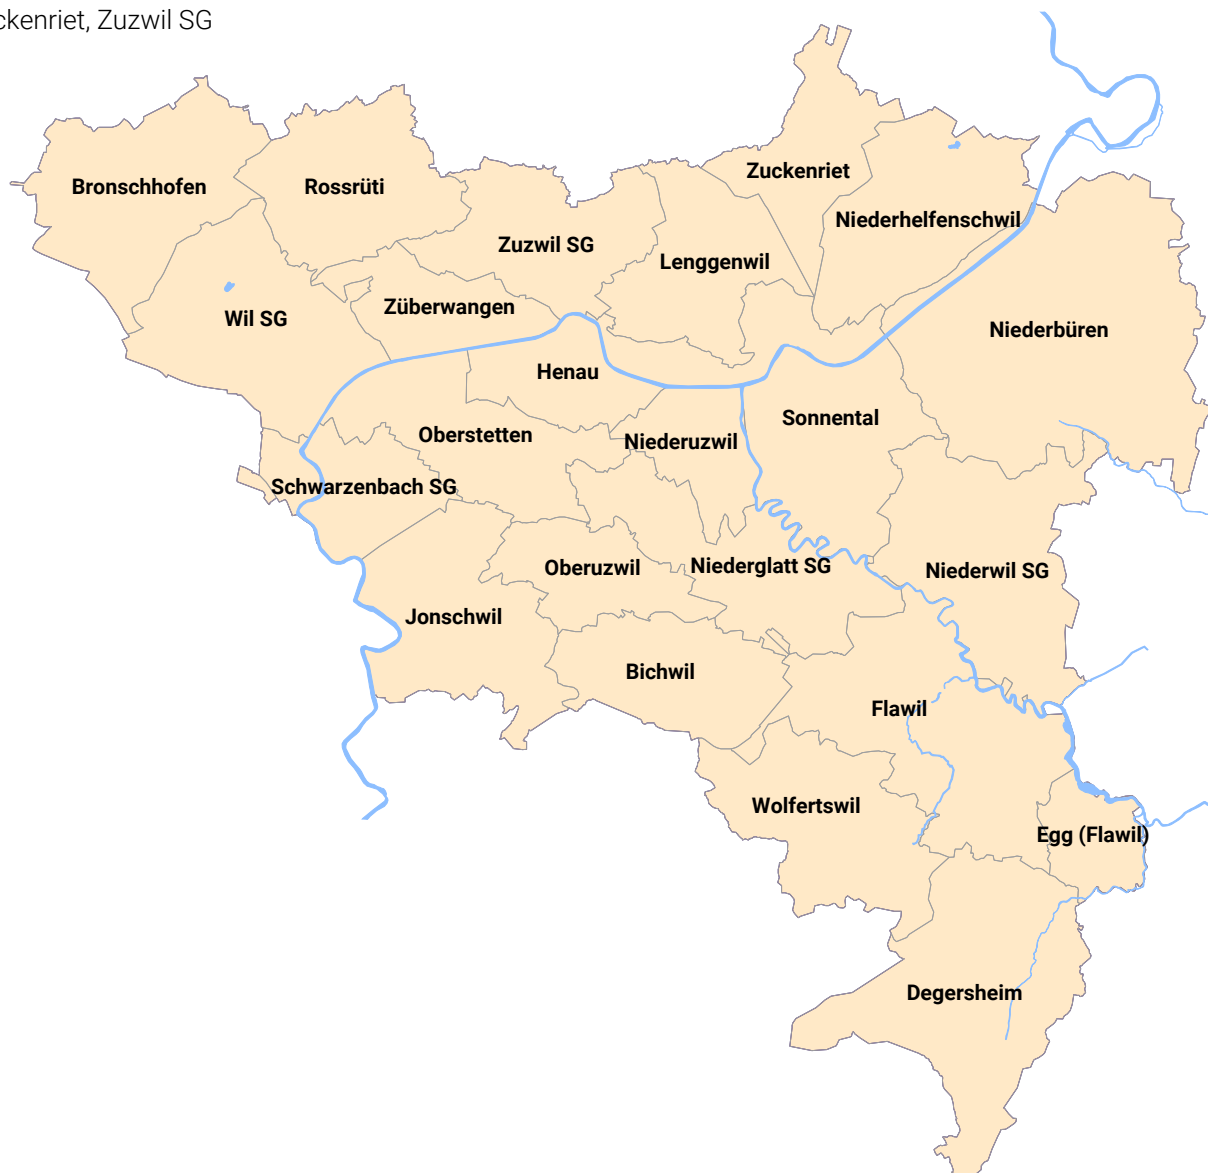 ckenriet, Zuzwil SG
Zuckenriet
Bronschhofen
Rossrüti
Niederhelfenschwil
Zuzwil SG
Lenggenwil
Züberwangen
Wil SG
Niederbüren
Henau
Sonnental
Oberstetten
Niederuzwil
Schwarzenbach SG
Oberuzwil
Niederglatt SG
Niederwil SG
Jonschwil
Bichwil
Flawil
Wolfertswil
Egg (Flawil)
Degersheim